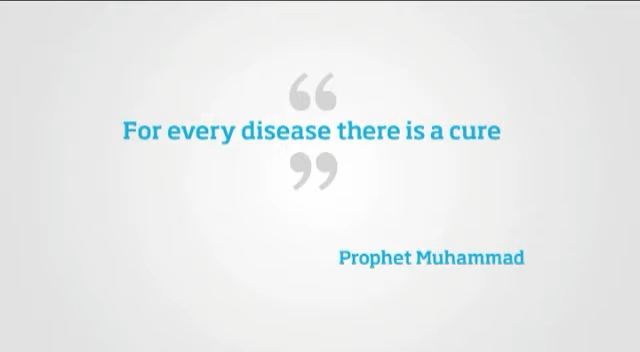 “
For every disease there is a cure
”
Prophet Muhammad